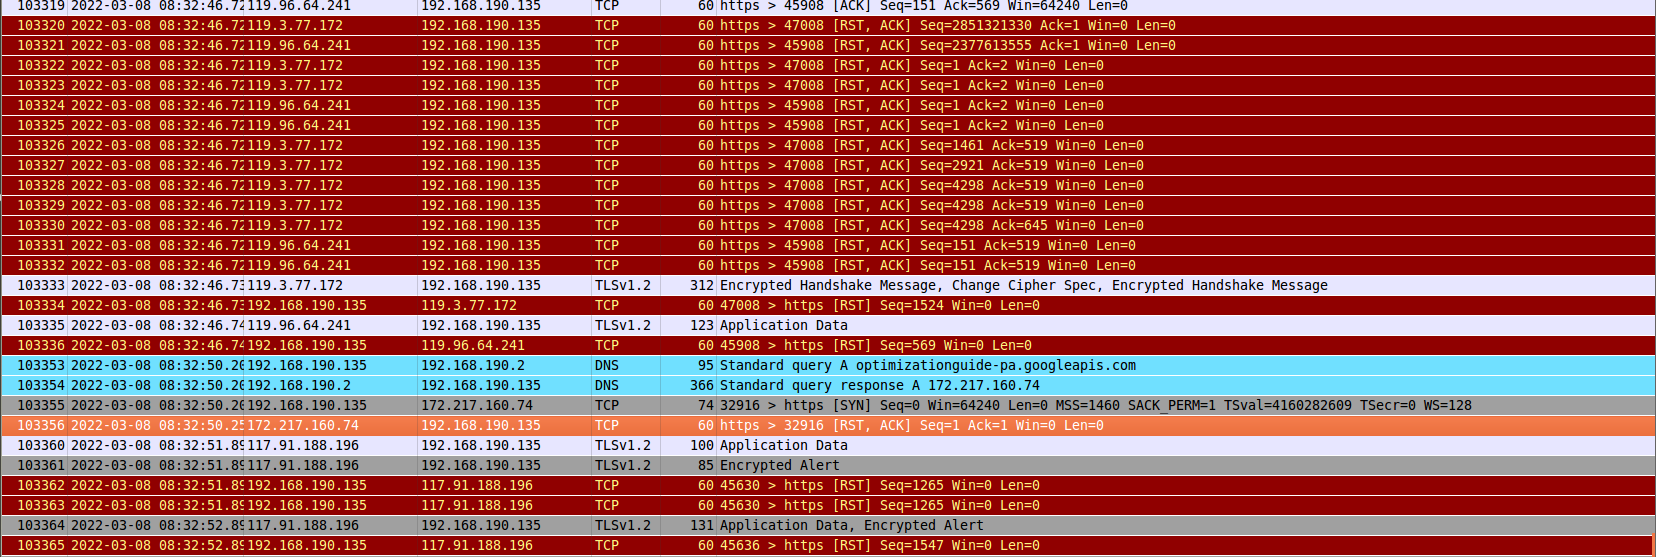 103319 2022-03-08 08:32:46.72 119.96.64.241 192.168.190.135 TCP 60 https > 45908 [ACK] Seq=151 Ack=569 Win=64240 Len=0
103320 2022-03-08 08:32:46.72 119.3.77.172 192.168.190.135 TCP 60 https > 47008 [RST, ACK] Seq=2851321330 Ack=1 Win=0 Len=0
103321 2022-03-08 08:32:46.72 119.96.64.241 192.168.190.135 TCP 60 https > 45908 [RST, ACK] Seq=2377613555 Ack=1 Win=0 Len=0
103322 2022-03-08 08:32:46.72 119.3.77.172 192.168.190.135 TCP 60 https > 47008 [RST, ACK] Seq=1 Ack=2 Win=0 Len=0
103323 2022-03-08 08:32:46.72 119.3.77.172 192.168.190.135 TCP 60 https > 47008 [RST, ACK] Seq=1 Ack=2 Win=0 Len=0
103324 2022-03-08 08:32:46.72 119.96.64.241 192.168.190.135 TCP 60 https > 45908 [RST, ACK] Seq=1 Ack=2 Win=0 Len=0
103325 2022-03-08 08:32:46.72 119.96.64.241 192.168.190.135 TCP 60 https > 45908 [RST, ACK] Seq=1 Ack=2 Win=0 Len=0
103326 2022-03-08 08:32:46.72 119.3.77.172 192.168.190.135 TCP 60 https > 47008 [RST, ACK] Seq=1461 Ack=519 Win=0 Len=0
103327 2022-03-08 08:32:46.72 119.3.77.172 192.168.190.135 TCP 60 https > 47008 [RST, ACK] Seq=2921 Ack=519 Win=0 Len=0
103328 2022-03-08 08:32:46.72 119.3.77.172 192.168.190.135 TCP 60 https > 47008 [RST, ACK] Seq=4298 Ack=519 Win=0 Len=0
103329 2022-03-08 08:32:46.72 119.3.77.172 192.168.190.135 TCP 60 https > 47008 [RST, ACK] Seq=4298 Ack=519 Win=0 Len=0
103330 2022-03-08 08:32:46.72 119.3.77.172 192.168.190.135 TCP 60 https > 47008 [RST, ACK] Seq=4298 Ack=645 Win=0 Len=0
103331 2022-03-08 08:32:46.72 119.96.64.241 192.168.190.135 TCP 60 https > 45908 [RST, ACK] Seq=151 Ack=519 Win=0 Len=0
103332 2022-03-08 08:32:46.72 119.96.64.241 192.168.190.135 TCP 60 https > 45908 [RST, ACK] Seq=151 Ack=519 Win=0 Len=0
103333 2022-03-08 08:32:46.73 119.3.77.172 192.168.190.135 TLSv1.2 312 Encrypted Handshake Message, Change Cipher Spec, Encrypted Handshake Message
103334 2022-03-08 08:32:46.73 192.168.190.135 119.3.77.172 TCP 60 47008 > https [RST] Seq=1524 Win=0 Len=0
103335 2022-03-08 08:32:46.74 119.96.64.241 192.168.190.135 TLSv1.2 123 Application Data
103336 2022-03-08 08:32:46.74 192.168.190.135 119.96.64.241 TCP 60 45908 > https [RST] Seq=569 Win=0 Len=0
103353 2022-03-08 08:32:50.20 192.168.190.135 192.168.190.2 DNS 95 Standard query A optimizationguide-pa.googleapis.com
103354 2022-03-08 08:32:50.20 192.168.190.2 192.168.190.135 DNS 366 Standard query response A 172.217.160.74
103355 2022-03-08 08:32:50.20 192.168.190.135 172.217.160.74 TCP 74 32916 > https [SYN] Seq=0 Win=64240 Len=0 MSS=1460 SACK_PERM=1 TSval=4160282609 TSecr=0 WS=128
103356 2022-03-08 08:32:50.25 172.217.160.74 192.168.190.135 TCP 60 https > 32916 [RST, ACK] Seq=1 Ack=1 Win=0 Len=0
103360 2022-03-08 08:32:51.89 117.91.188.196 192.168.190.135 TLSv1.2 100 Application Data
103361 2022-03-08 08:32:51.89 117.91.188.196 192.168.190.135 TLSv1.2 85 Encrypted Alert
103362 2022-03-08 08:32:51.89 192.168.190.135 117.91.188.196 TCP 60 45630 > https [RST] Seq=1265 Win=0 Len=0
103363 2022-03-08 08:32:51.89 192.168.190.135 117.91.188.196 TCP 60 45630 > https [RST] Seq=1265 Win=0 Len=0
103364 2022-03-08 08:32:52.89 117.91.188.196 192.168.190.135 TLSv1.2 131 Application Data, Encrypted Alert
103365 2022-03-08 08:32:52.89 192.168.190.135 117.91.188.196 TCP 60 45636 > https [RST] Seq=1547 Win=0 Len=0